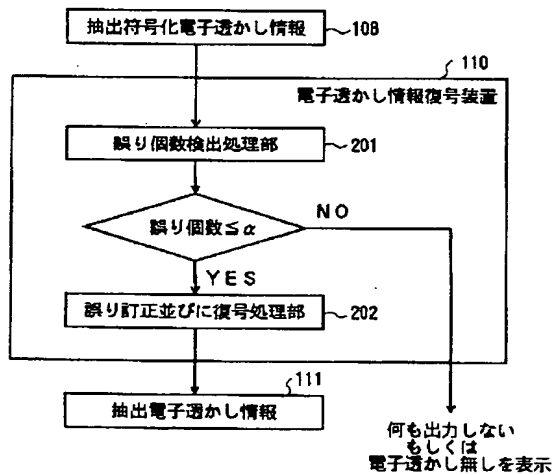 抽出符号化電子透かし情報
108
110
電子透かし情報復号装置
誤り個数検出処理部
201
誤り個数≦α
NO
YES
誤り訂正並びに復号処理部
202
111
抽出電子透かし情報
何も出力しない
もしくは
電子透かし無しを表示